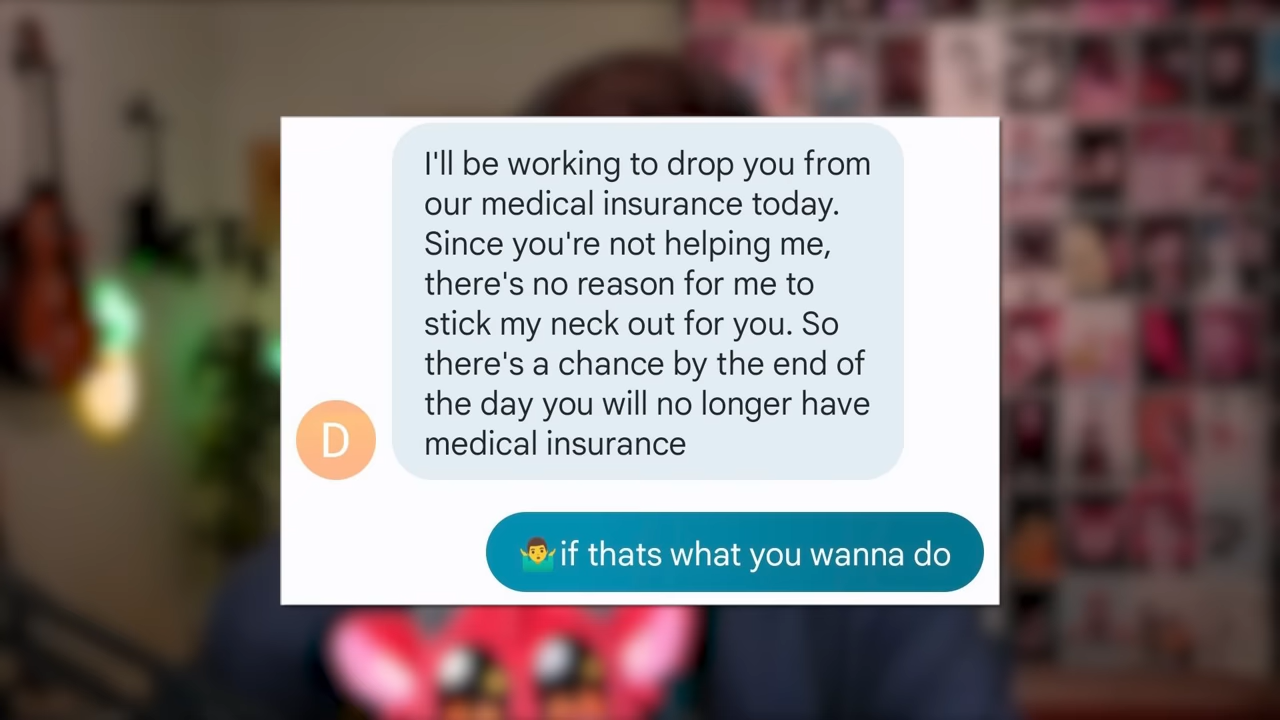 I'll be working to drop you from
our medical insurance today.
Since you're not helping me,
there's no reason for me to
stick my neck out for you. So
there's a chance by the end of
the day you will no longer have
medical insurance
D
🤷‍♂️if thats what you wanna do